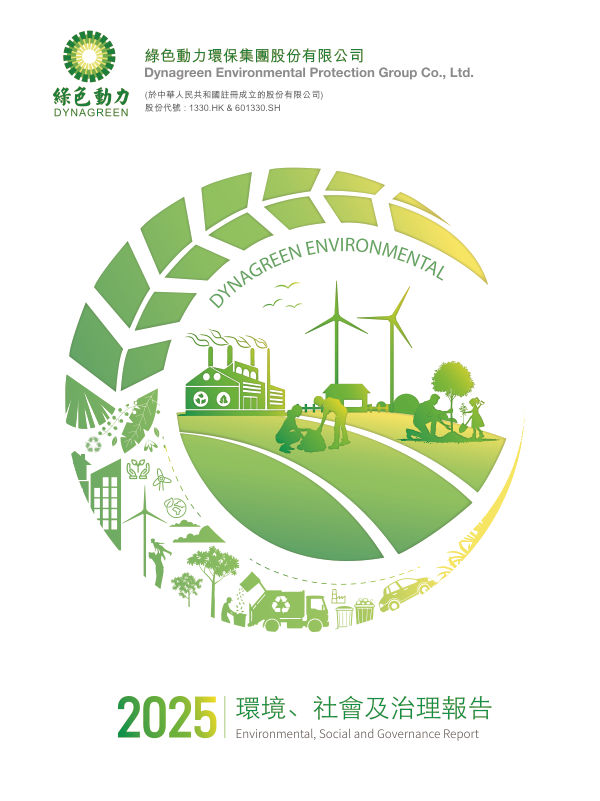 綠色動力
DYNAGREEN
綠色動力環保集團股份有限公司
Dynagreen Environmental Protection Group Co., Ltd.
(於中華人民共和國註冊成立的股份有限公司)
股份代號 : 1330.HK & 601330.SH
DYNAGREEN ENVIRONMENTAL
2025
環境、社會及治理報告
Environmental, Social and Governance Report